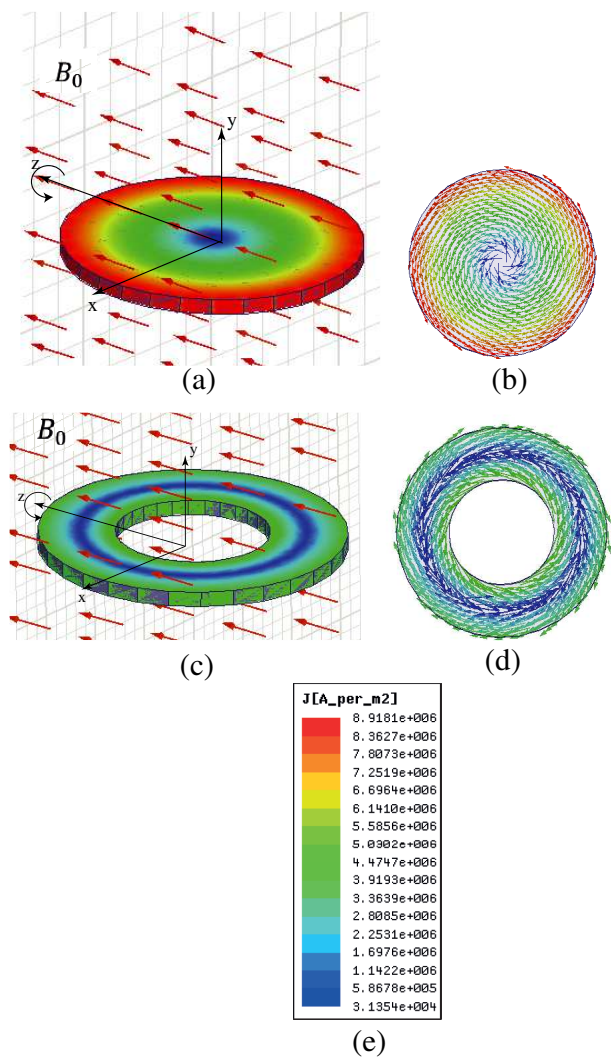 B₀
y
z
x
(a)
(b)
B₀
y
z
x
(c)
(d)
J[A_per_m2]
8.9181e+006
8.3627e+006
7.8073e+006
7.2519e+006
6.6964e+006
6.1410e+006
5.5856e+006
5.0302e+006
4.4747e+006
3.9193e+006
3.3639e+006
2.8085e+006
2.2531e+006
1.6976e+006
1.1422e+006
5.8678e+005
3.1354e+004
(e)